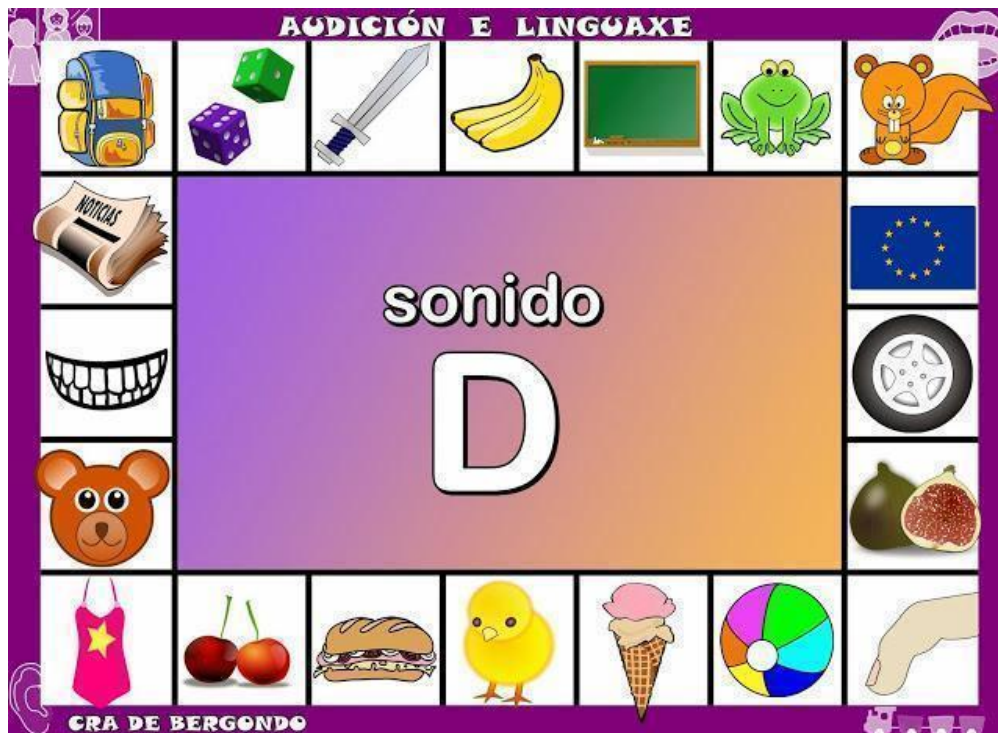 AUDICIÓN E LINGUAXE
NOTICIAS
sonido
D
CRA DE BERGONDO